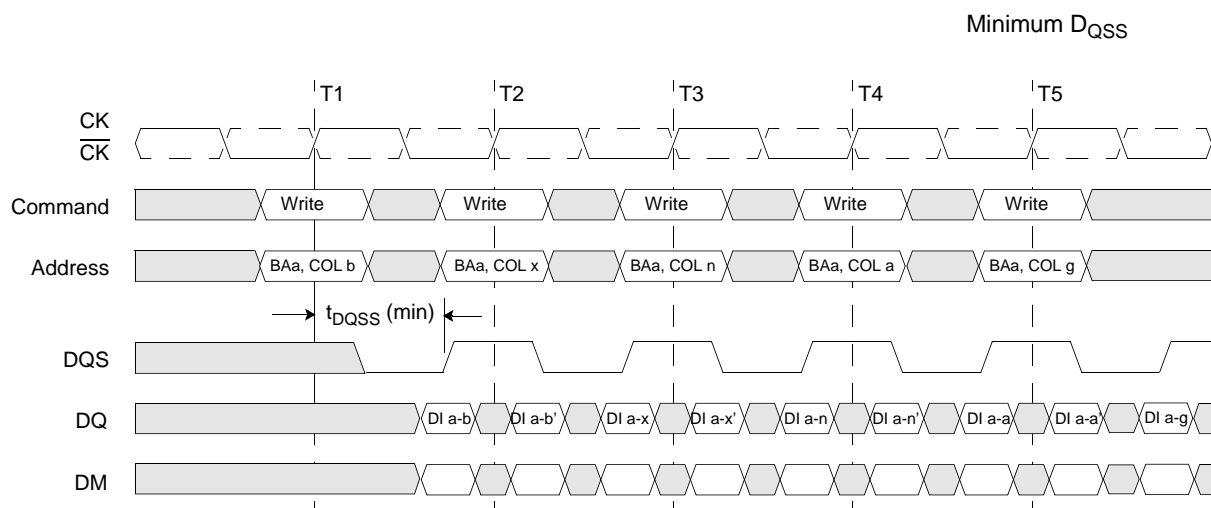 Minimum DQSS
T1 T2 T3 T4 T5
CK
CK
Command Write Write Write Write Write
Address BAa, COL b BAa, COL x BAa, COL n BAa, COL a BAa, COL g
tDQSS (min)
DQS
DQ DI a-b DI a-b' DI a-x DI a-x' DI a-n DI a-n' DI a-a DI a-a' DI a-g
DM